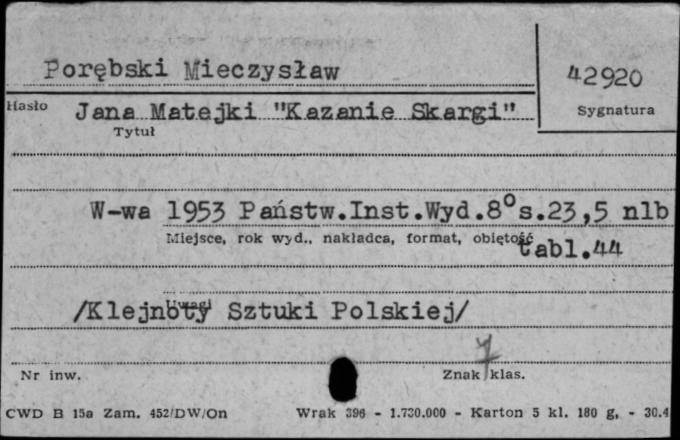 Porębski Mieczysław
42920
Hasło
Sygnatura
Jana Matejki "Kazanie Skargi"
Tytuł
W-wa 1953 Państw.Inst.Wyd.8° s.23,5 nlb
Miejsce, rok wyd., nakładca, format, objętość
tabl.44
Uwagi
/Klejnoty Sztuki Polskiej/
7
Nr inw.
Znak klas.
CWD B 15a Zam. 452/DW/On Wrak 396 - 1.730.000 - Karton 5 kl. 180 g, - 30.4